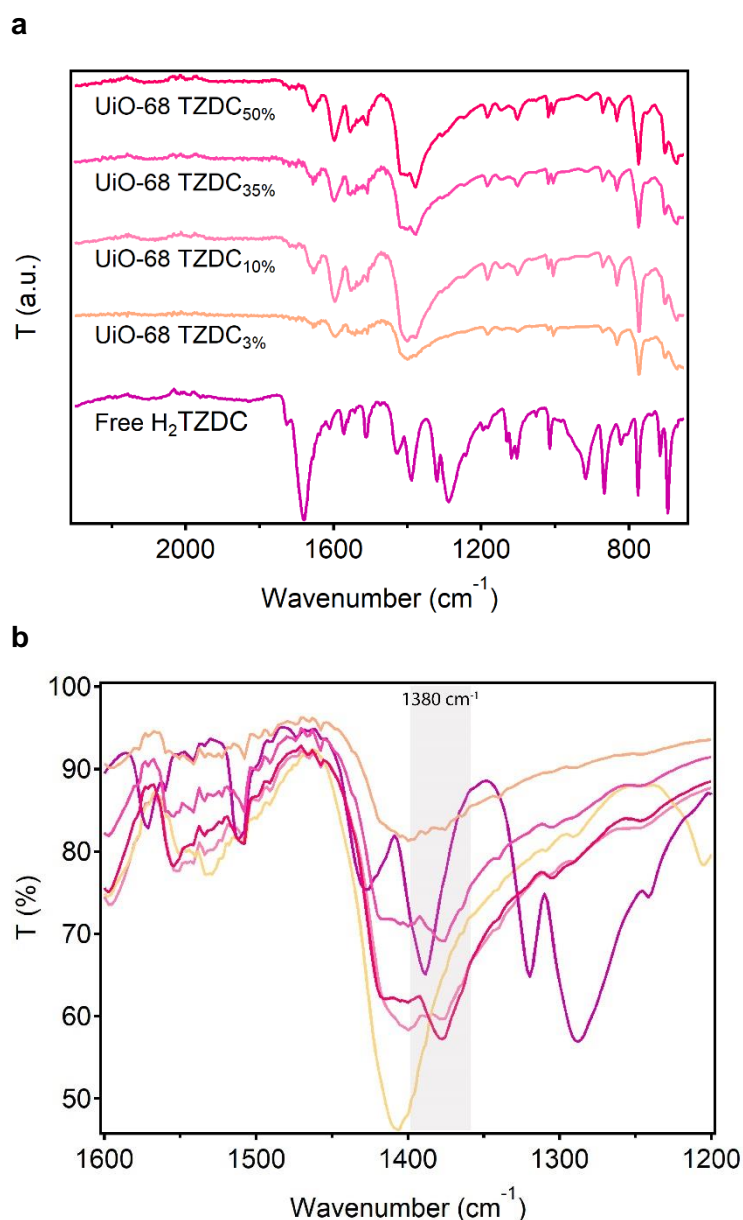 a
UiO-68 TZDC50%
UiO-68 TZDC35%
UiO-68 TZDC10%
UiO-68 TZDC3%
Free H2TZDC
T (a.u.)
2000 1600 1200 800
Wavenumber (cm-1)
b
1380 cm-1
100
90
80
70
60
50
T (%)
1600 1500 1400 1300 1200
Wavenumber (cm-1)